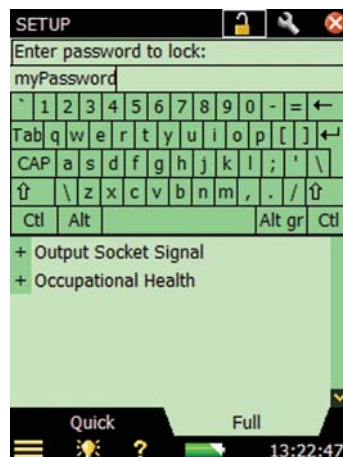 SETUP
Enter password to lock:
myPassword
` 1 2 3 4 5 6 7 8 9 0 - = ←
Tab q w e r t y u i o p [ ] ↵
CAP a s d f g h j k l ; ' \
⇧ \ z x c v b n m , . / ⇧
Ctl Alt Alt gr Ctl
+ Output Socket Signal
+ Occupational Health
Quick Full
? 13:22:47